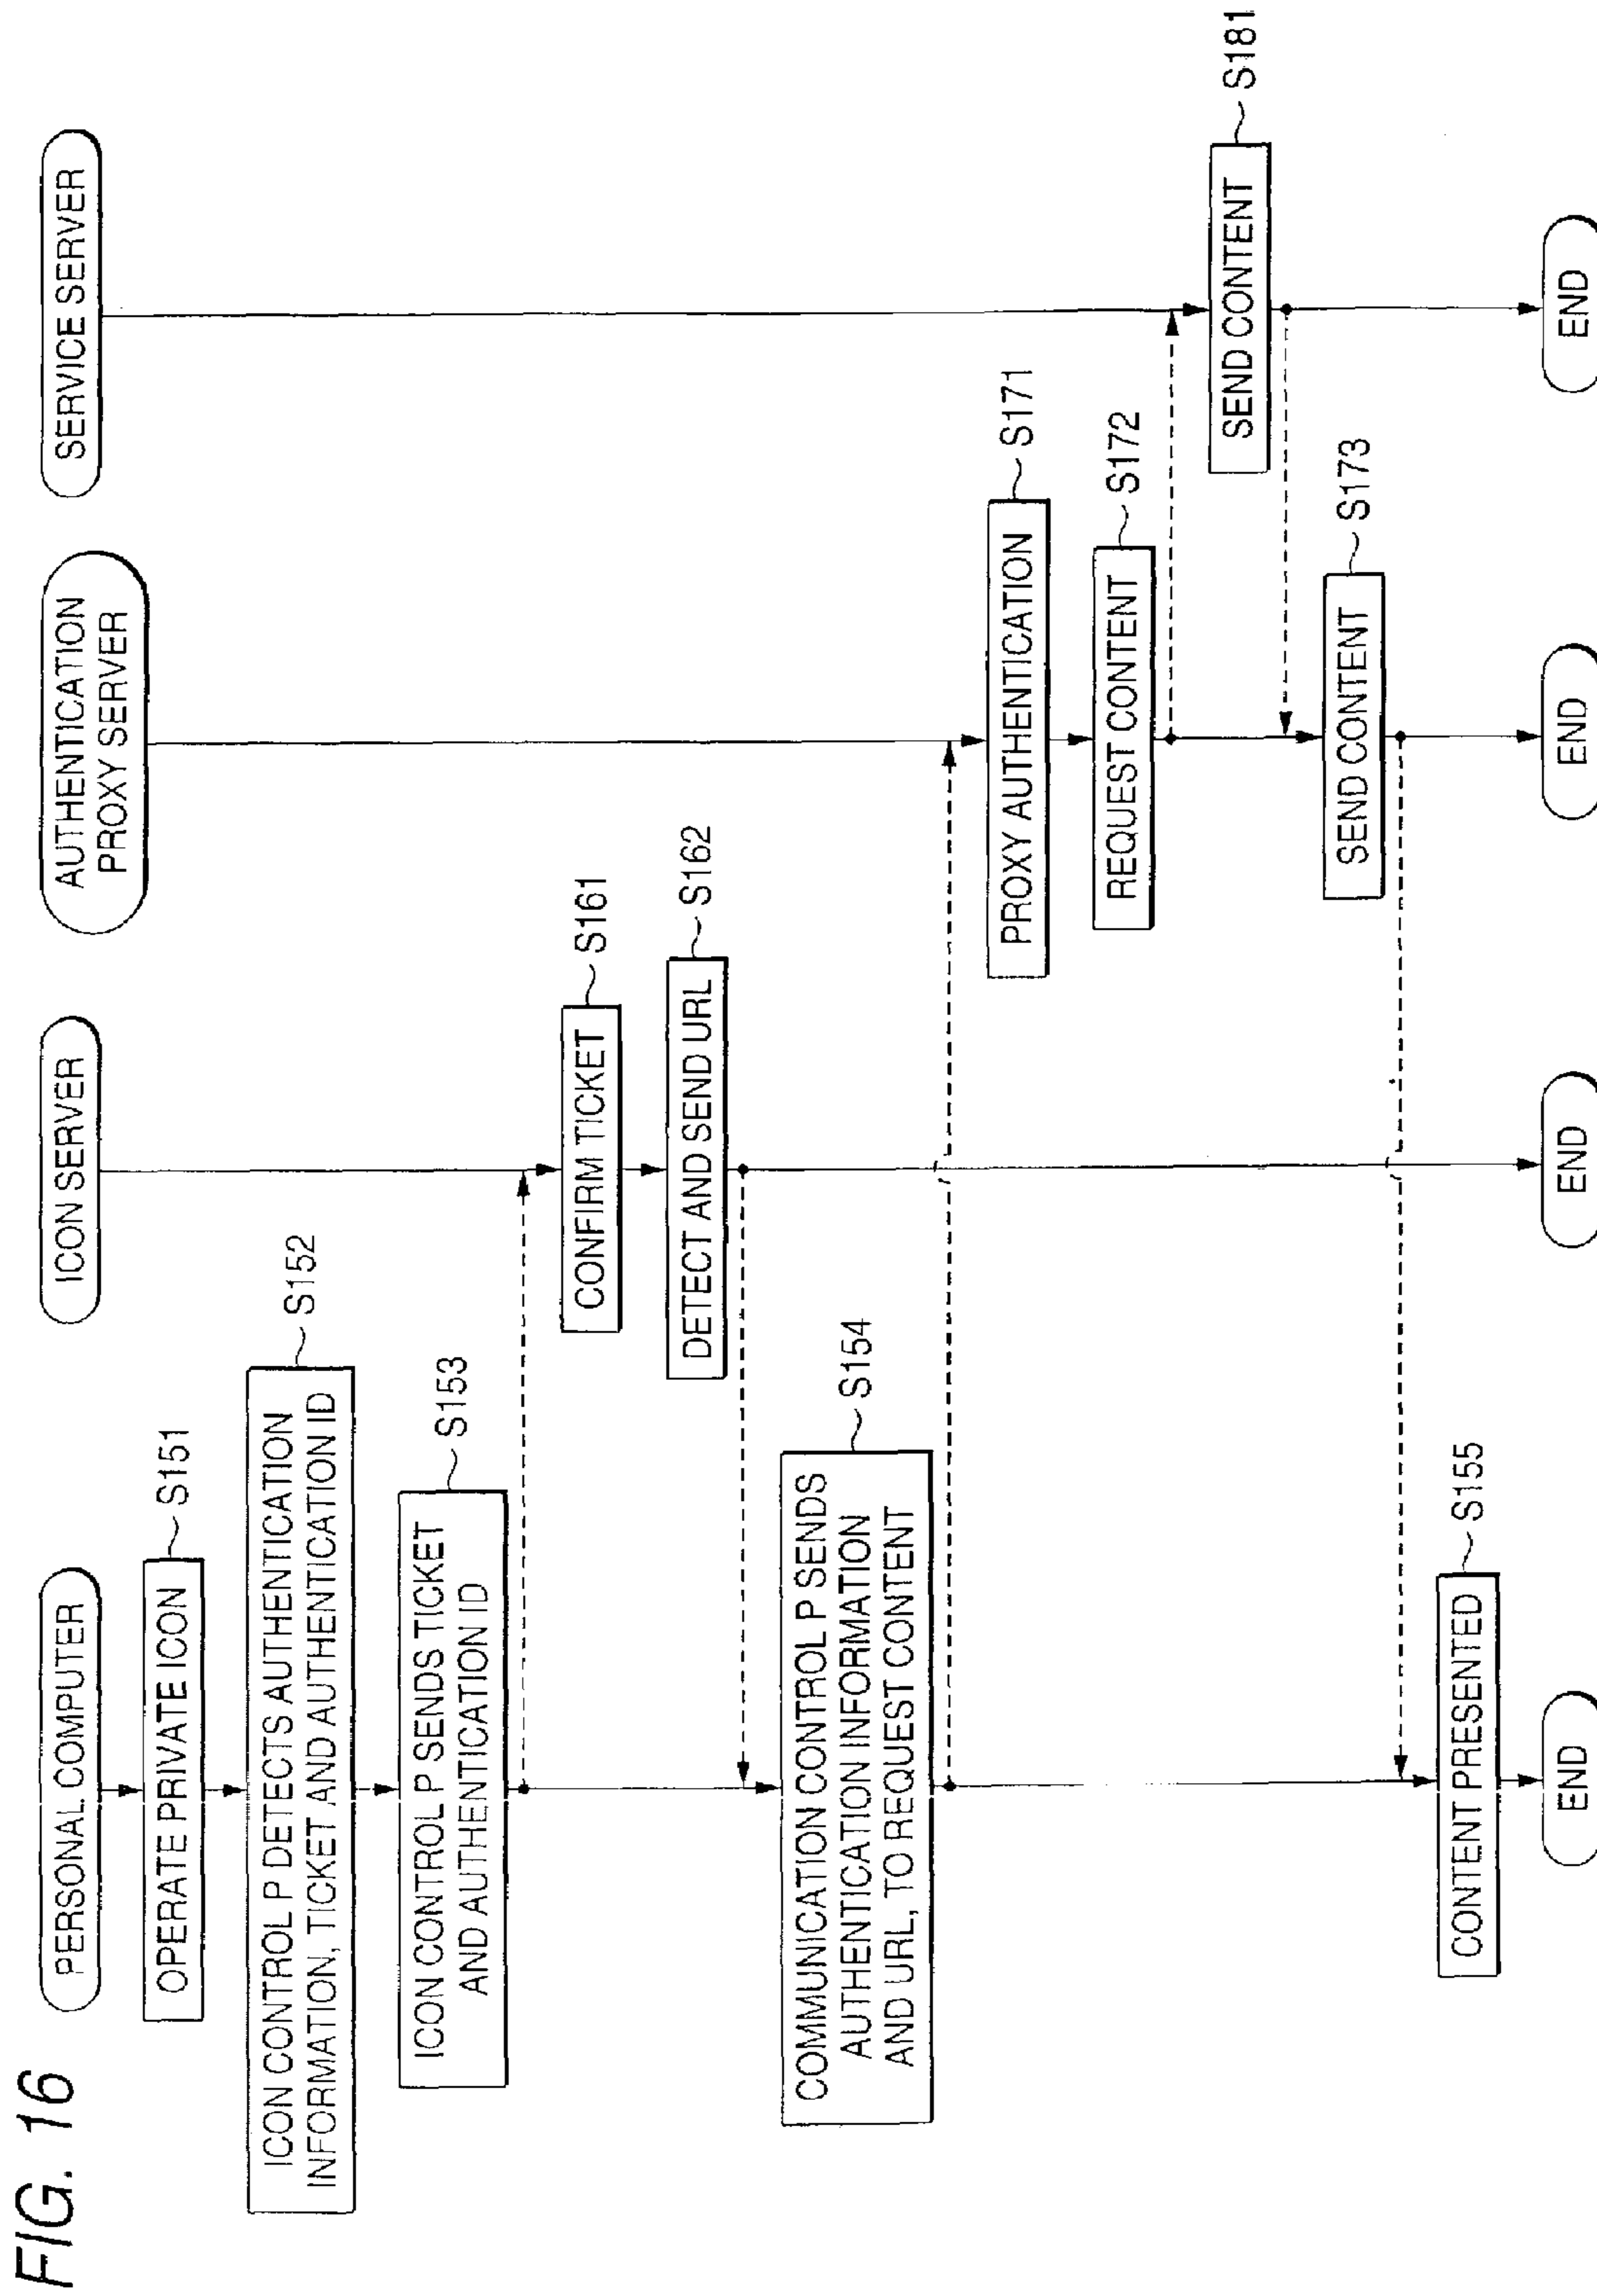 FIG. 16
PERSONAL COMPUTER
ICON SERVER
AUTHENTICATION
PROXY SERVER
SERVICE SERVER
OPERATE PRIVATE ICON
S151
ICON CONTROL P DETECTS AUTHENTICATION
INFORMATION, TICKET AND AUTHENTICATION ID
S152
ICON CONTROL P SENDS TICKET
AND AUTHENTICATION ID
S153
CONFIRM TICKET
S161
DETECT AND SEND URL
S162
COMMUNICATION CONTROL P SENDS
AUTHENTICATION INFORMATION
AND URL, TO REQUEST CONTENT
S154
PROXY AUTHENTICATION
S171
REQUEST CONTENT
S172
SEND CONTENT
S181
SEND CONTENT
S173
CONTENT PRESENTED
S155
END
END
END
END